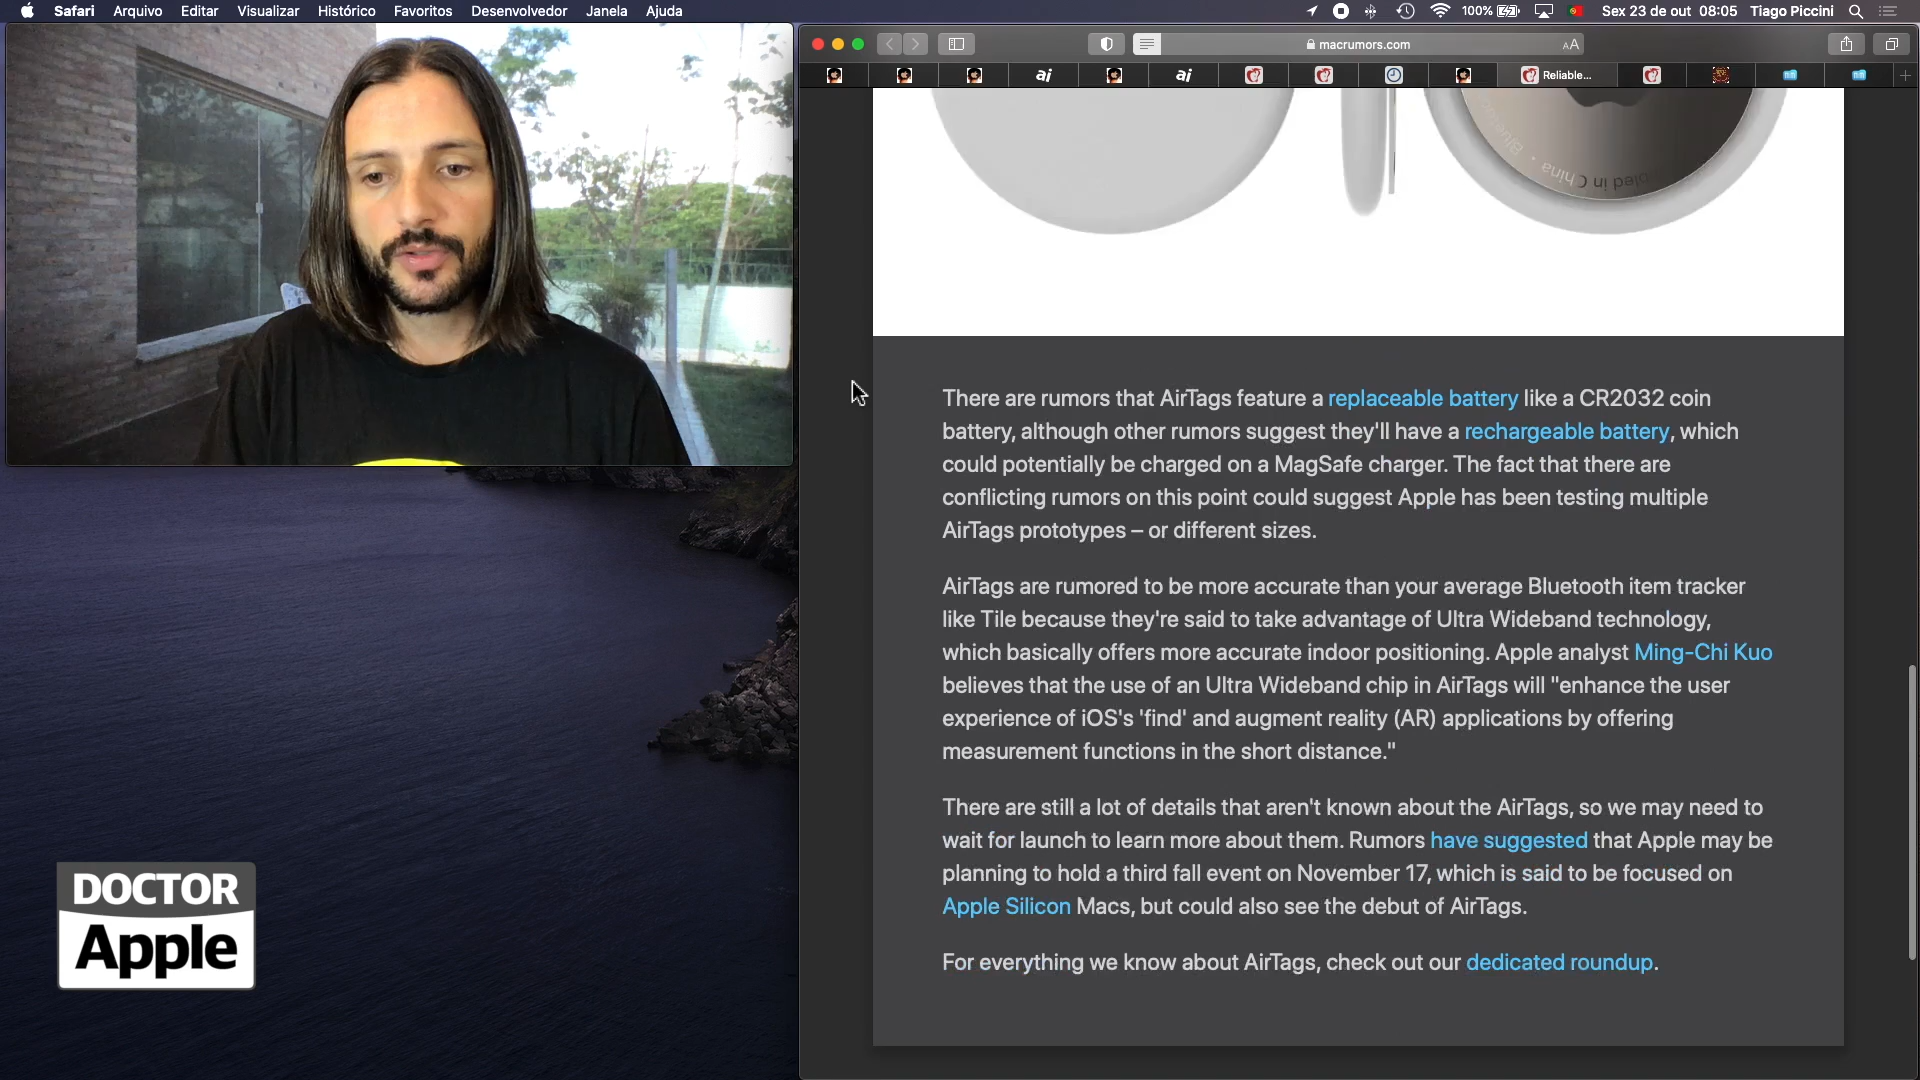 Safari Arquivo Editar Visualizar Histórico Favoritos Desenvolvedor Janela Ajuda
100% Sex 23 de out 08:05 Tiago Piccini
macrumors.com AA
ai ai Reliable...
There are rumors that AirTags feature a replaceable battery like a CR2032 coin
battery, although other rumors suggest they'll have a rechargeable battery, which
could potentially be charged on a MagSafe charger. The fact that there are
conflicting rumors on this point could suggest Apple has been testing multiple
AirTags prototypes – or different sizes.
AirTags are rumored to be more accurate than your average Bluetooth item tracker
like Tile because they're said to take advantage of Ultra Wideband technology,
which basically offers more accurate indoor positioning. Apple analyst Ming-Chi Kuo
believes that the use of an Ultra Wideband chip in AirTags will "enhance the user
experience of iOS's 'find' and augment reality (AR) applications by offering
measurement functions in the short distance."
There are still a lot of details that aren't known about the AirTags, so we may need to
wait for launch to learn more about them. Rumors have suggested that Apple may be
planning to hold a third fall event on November 17, which is said to be focused on
Apple Silicon Macs, but could also see the debut of AirTags.
For everything we know about AirTags, check out our dedicated roundup.
DOCTOR
Apple